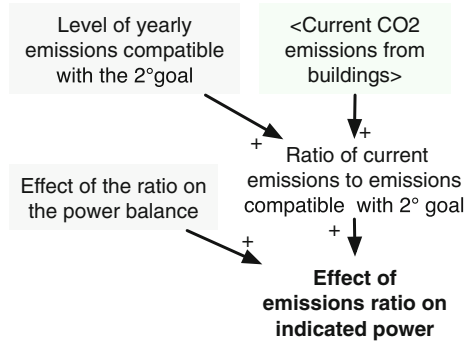 Level of yearly
emissions compatible
with the 2°goal
<Current CO2
emissions from
buildings>
+
+
Ratio of current
emissions to emissions
compatible with 2° goal
Effect of the ratio on
the power balance
+
+
Effect of
emissions ratio on
indicated power